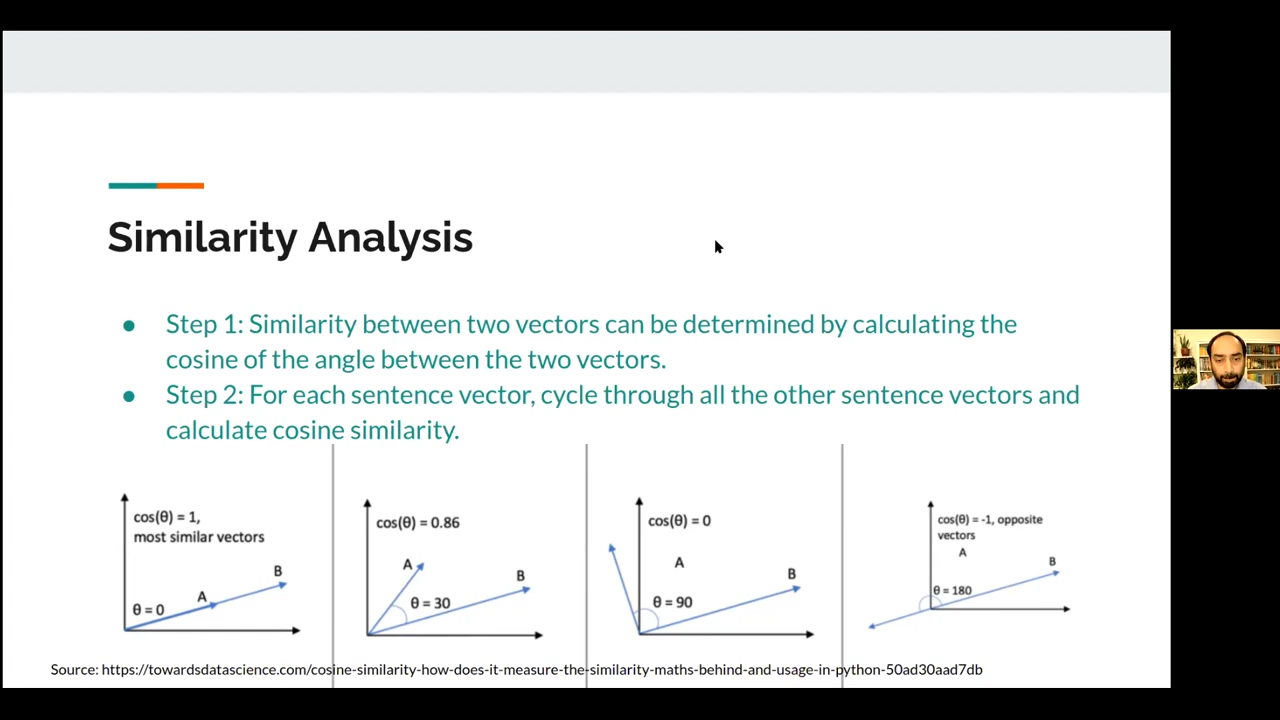 Similarity Analysis
● Step 1: Similarity between two vectors can be determined by calculating the
cosine of the angle between the two vectors.
● Step 2: For each sentence vector, cycle through all the other sentence vectors and
calculate cosine similarity.
cos(θ) = 1,
most similar vectors
B
A
θ = 0
cos(θ) = 0.86
A
B
θ = 30
cos(θ) = 0
A
B
θ = 90
cos(θ) = -1, opposite
vectors
A
B
θ = 180
Source: https://towardsdatascience.com/cosine-similarity-how-does-it-measure-the-similarity-maths-behind-and-usage-in-python-50ad30aad7db